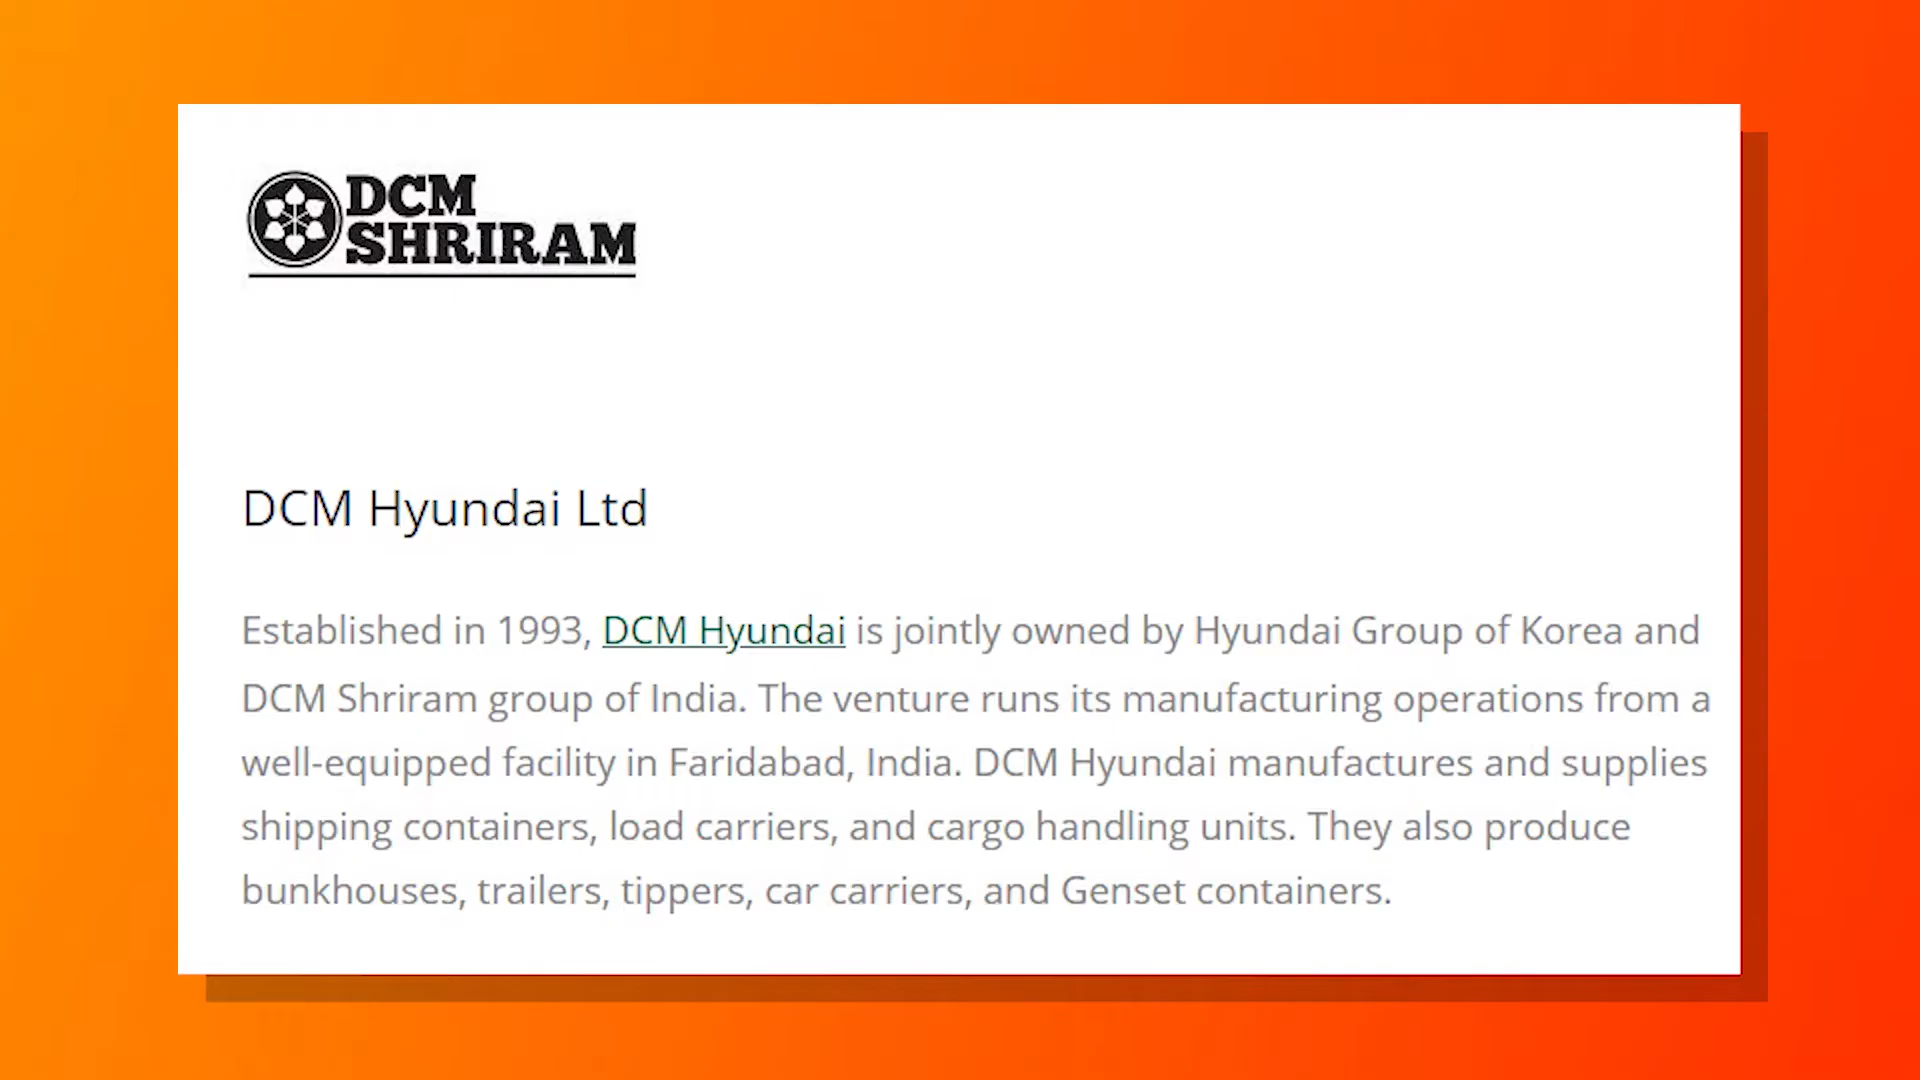 DCM
SHRIRAM
DCM Hyundai Ltd
Established in 1993, DCM Hyundai is jointly owned by Hyundai Group of Korea and
DCM Shriram group of India. The venture runs its manufacturing operations from a
well-equipped facility in Faridabad, India. DCM Hyundai manufactures and supplies
shipping containers, load carriers, and cargo handling units. They also produce
bunkhouses, trailers, tippers, car carriers, and Genset containers.